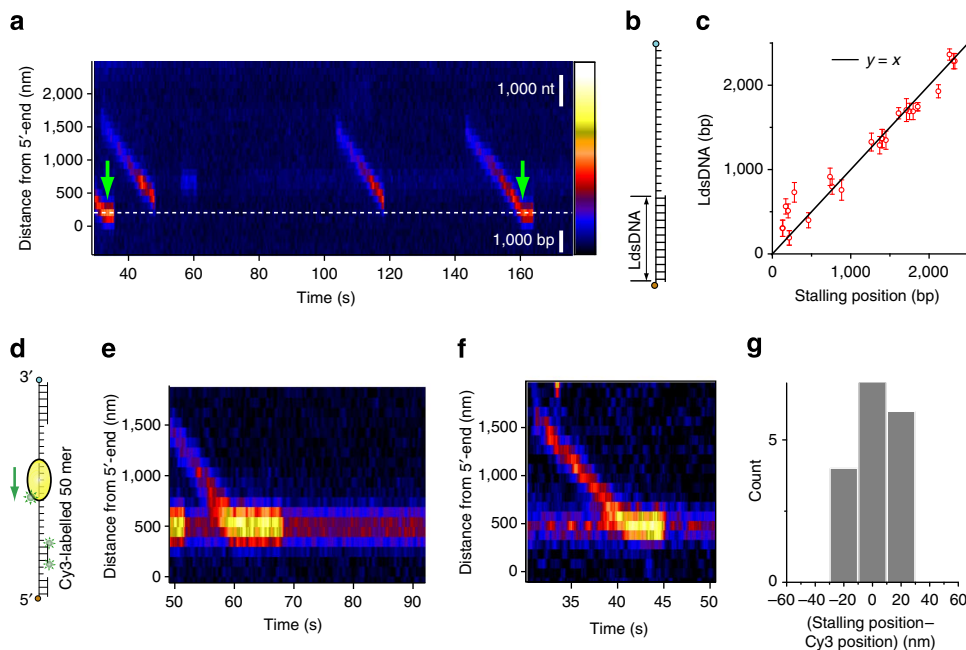 a
Distance from 5′-end (nm)
2,000
1,500
1,000
500
0
1,000 nt
1,000 bp
40
60
80
100
120
140
160
Time (s)
b
LdsDNA
c
y = x
LdsDNA (bp)
2,000
1,000
0
0
1,000
2,000
Stalling position (bp)
d
3′
5′
Cy3-labelled 50 mer
e
Distance from 5′-end (nm)
1,500
1,000
500
0
50
60
70
80
90
Time (s)
f
Distance from 5′-end (nm)
1,500
1,000
500
0
35
40
45
50
Time (s)
g
Count
5
0
–60
–20
0
20
60
(Stalling position–
Cy3 position) (nm)